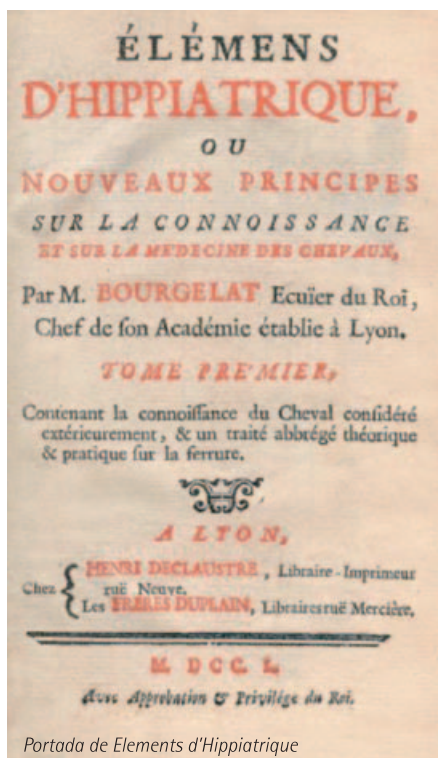 ÉLÉMENS
D'HIPPIATRIQUE,
OU
NOUVEAUX PRINCIPES
SUR LA CONNOISSANCE
ET SUR LA MEDECINE DES CHEVAUX,
Par M. BOURGELAT Ecuïer du Roi,
Chef de ſon Académie établie à Lyon.
TOME PREMIER,
Contenant la connoiſſance du Cheval conſidéré
extérieurement, & un traité abbrégé théorique
& pratique ſur la ferrure.
A LYON,
Chez { HENRI DECLAUSTRE, Libraire-Imprimeur
ruë Neuve.
Les FRERES DUPLAIN, Libraires ruë Mercière.
M. DCC. L.
Avec Approbation & Privilége du Roi.
Portada de Elements d'Hippiatrique